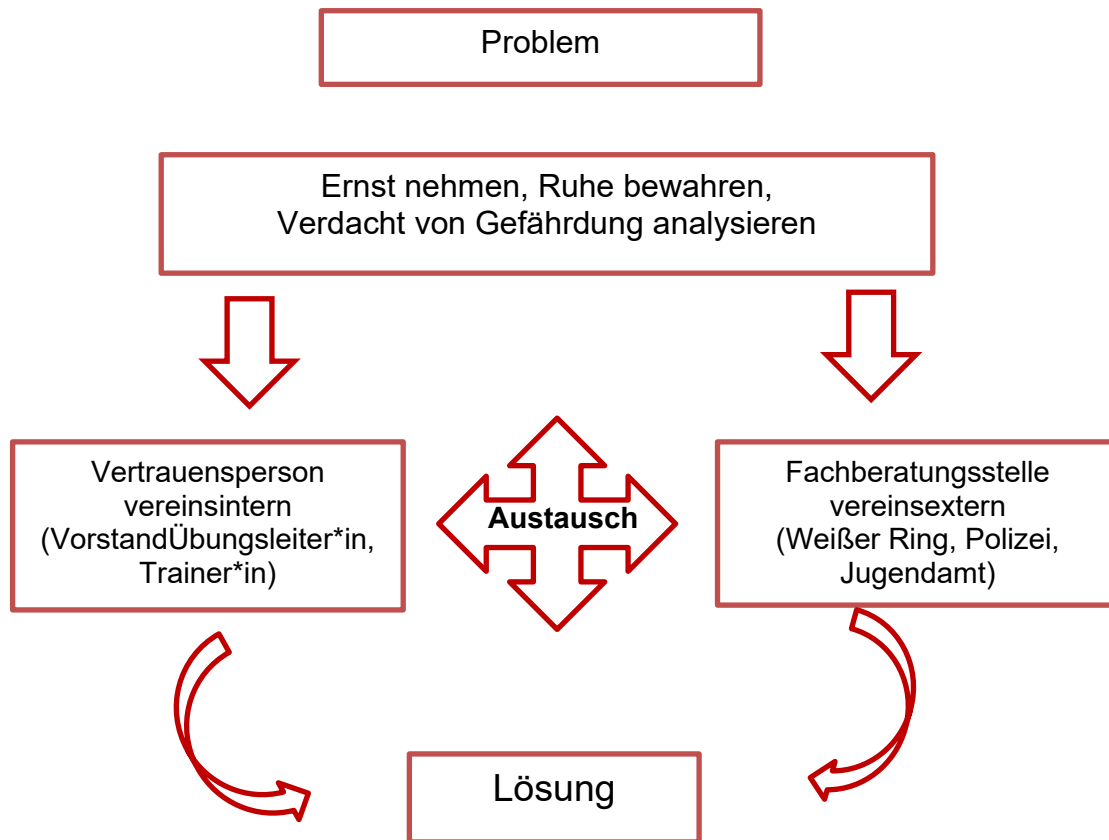 Problem
Ernst nehmen, Ruhe bewahren,
Verdacht von Gefährdung analysieren
Vertrauensperson
vereinsintern
(VorstandÜbungsleiter*in,
Trainer*in)
Austausch
Fachberatungsstelle
vereinsextern
(Weißer Ring, Polizei,
Jugendamt)
Lösung